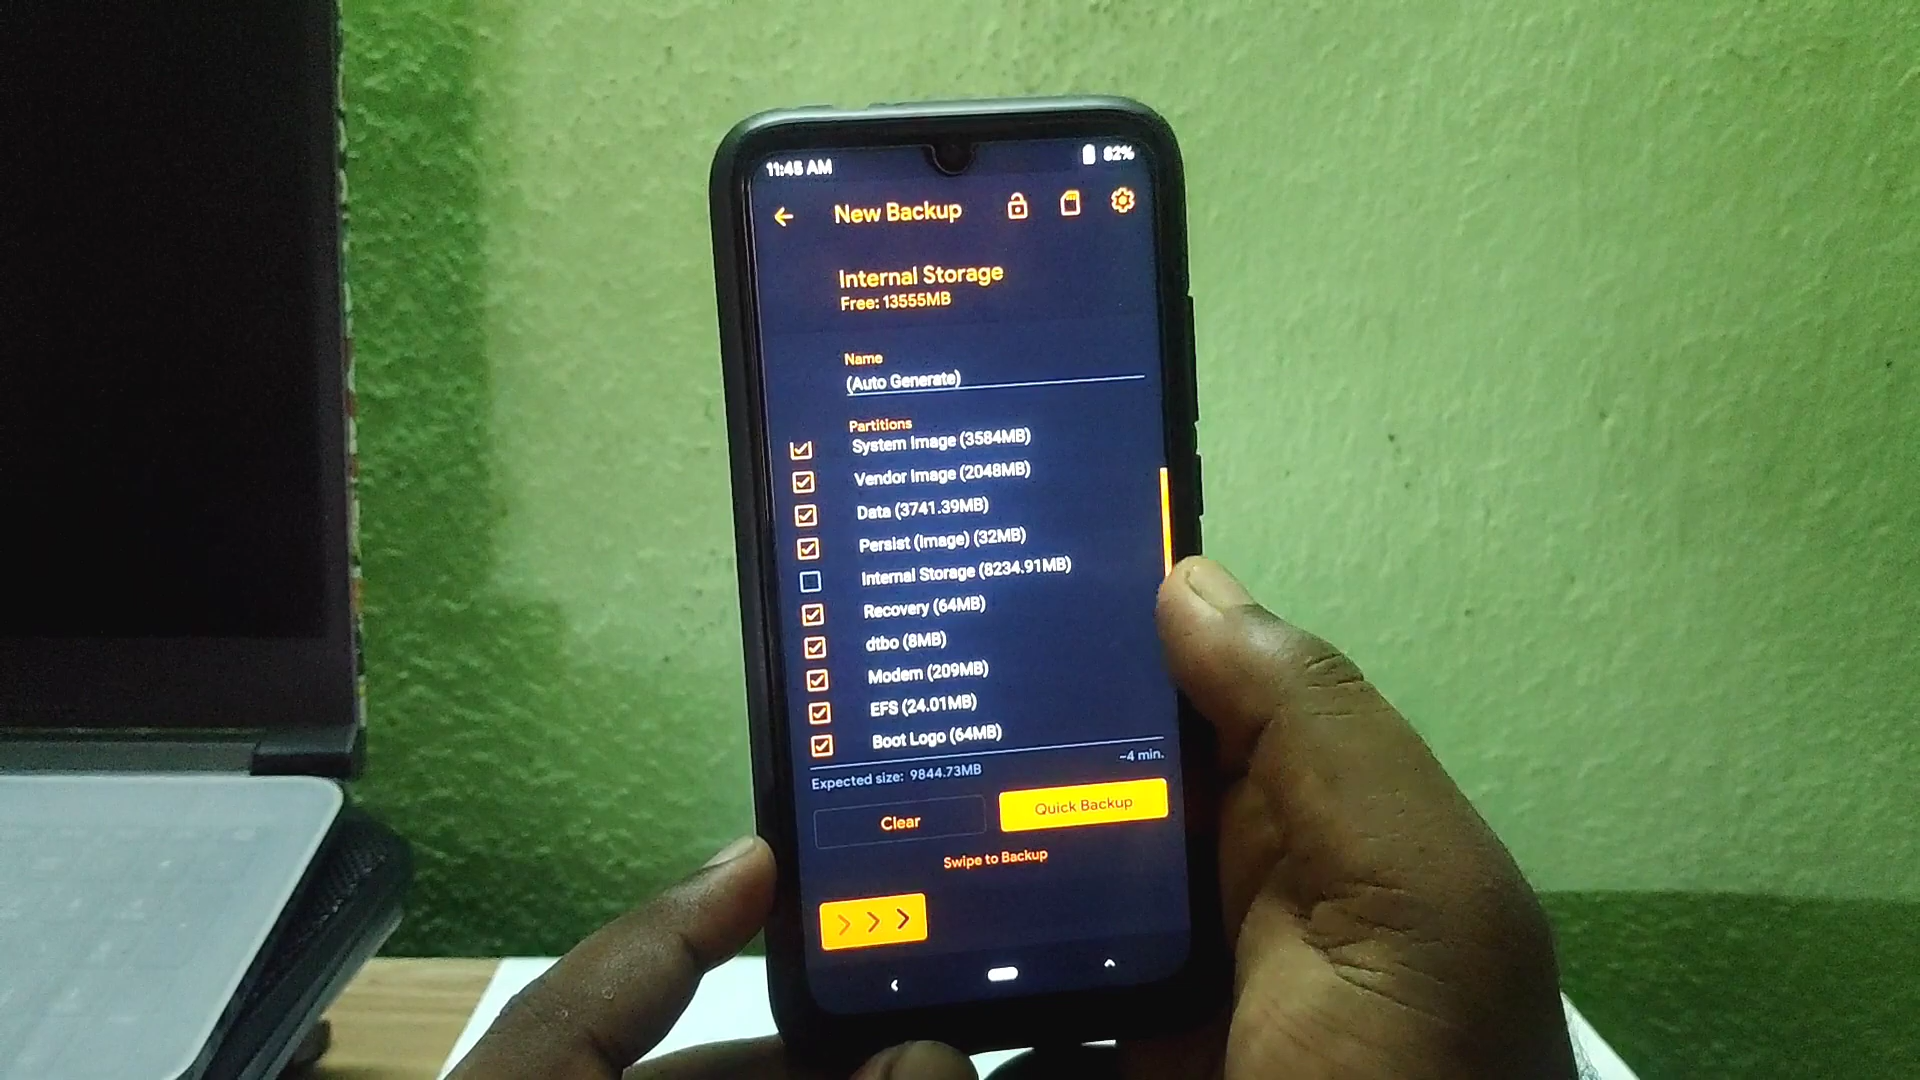 11:45 AM
82%
New Backup
Internal Storage
Free: 13555MB
Name
(Auto Generate)
Partitions
System Image (3584MB)
Vendor Image (2048MB)
Data (3741.39MB)
Persist (Image) (32MB)
Internal Storage (8234.91MB)
Recovery (64MB)
dtbo (8MB)
Modem (209MB)
EFS (24.01MB)
Boot Logo (64MB)
~4 min.
Expected size: 9844.73MB
Clear
Quick Backup
Swipe to Backup